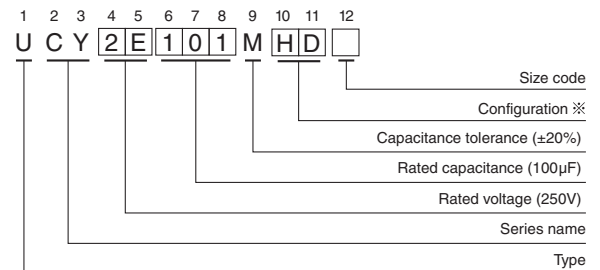 1 2 3 4 5 6 7 8 9 10 11 12
U C Y 2 E 1 0 1 M H D
Size code
Configuration ※
Capacitance tolerance (±20%)
Rated capacitance (100µF)
Rated voltage (250V)
Series name
Type